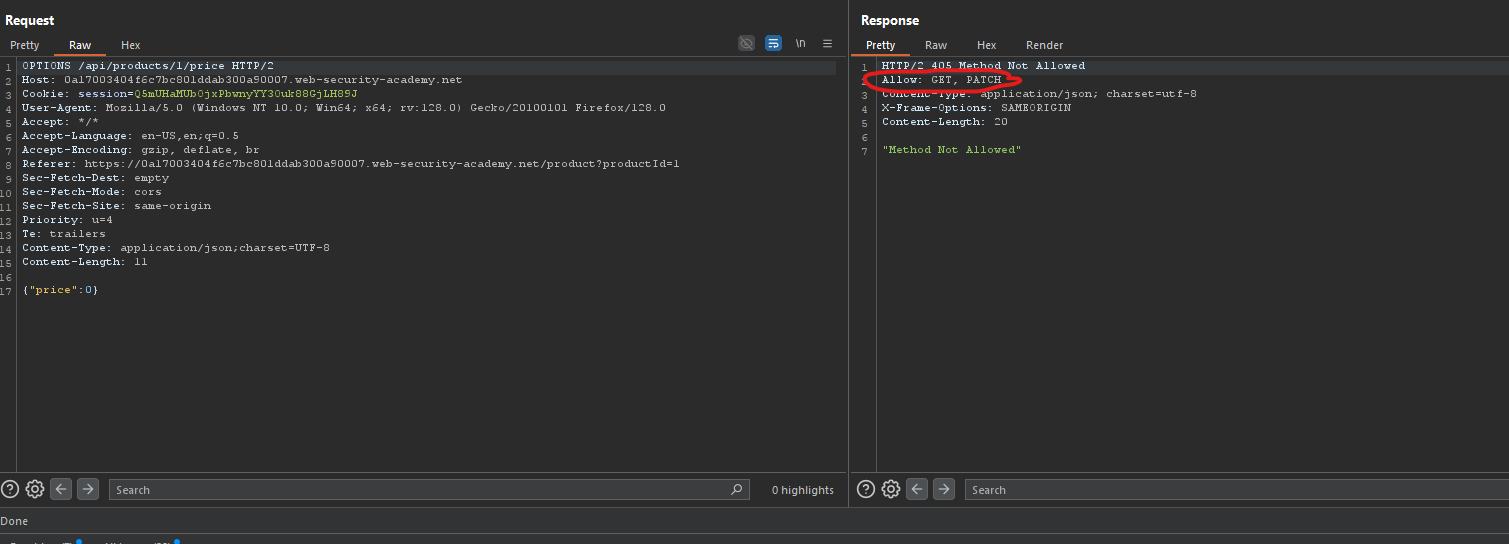 Request
Pretty Raw Hex \n
1 OPTIONS /api/products/1/price HTTP/2
2 Host: 0a17003404f6c7bc801ddab300a90007.web-security-academy.net
3 Cookie: session=Q5mUHaMUb0jxPbwnyYY30uk88GjLH89J
4 User-Agent: Mozilla/5.0 (Windows NT 10.0; Win64; x64; rv:128.0) Gecko/20100101 Firefox/128.0
5 Accept: */*
6 Accept-Language: en-US,en;q=0.5
7 Accept-Encoding: gzip, deflate, br
8 Referer: https://0a17003404f6c7bc801ddab300a90007.web-security-academy.net/product?productId=1
9 Sec-Fetch-Dest: empty
10 Sec-Fetch-Mode: cors
11 Sec-Fetch-Site: same-origin
12 Priority: u=4
13 Te: trailers
14 Content-Type: application/json;charset=UTF-8
15 Content-Length: 11
16
17 {"price":0}
Search 0 highlights
Done
Response
Pretty Raw Hex Render
1 HTTP/2 405 Method Not Allowed
2 Allow: GET, PATCH
3 Content-Type: application/json; charset=utf-8
4 X-Frame-Options: SAMEORIGIN
5 Content-Length: 20
6
7 "Method Not Allowed"
Search